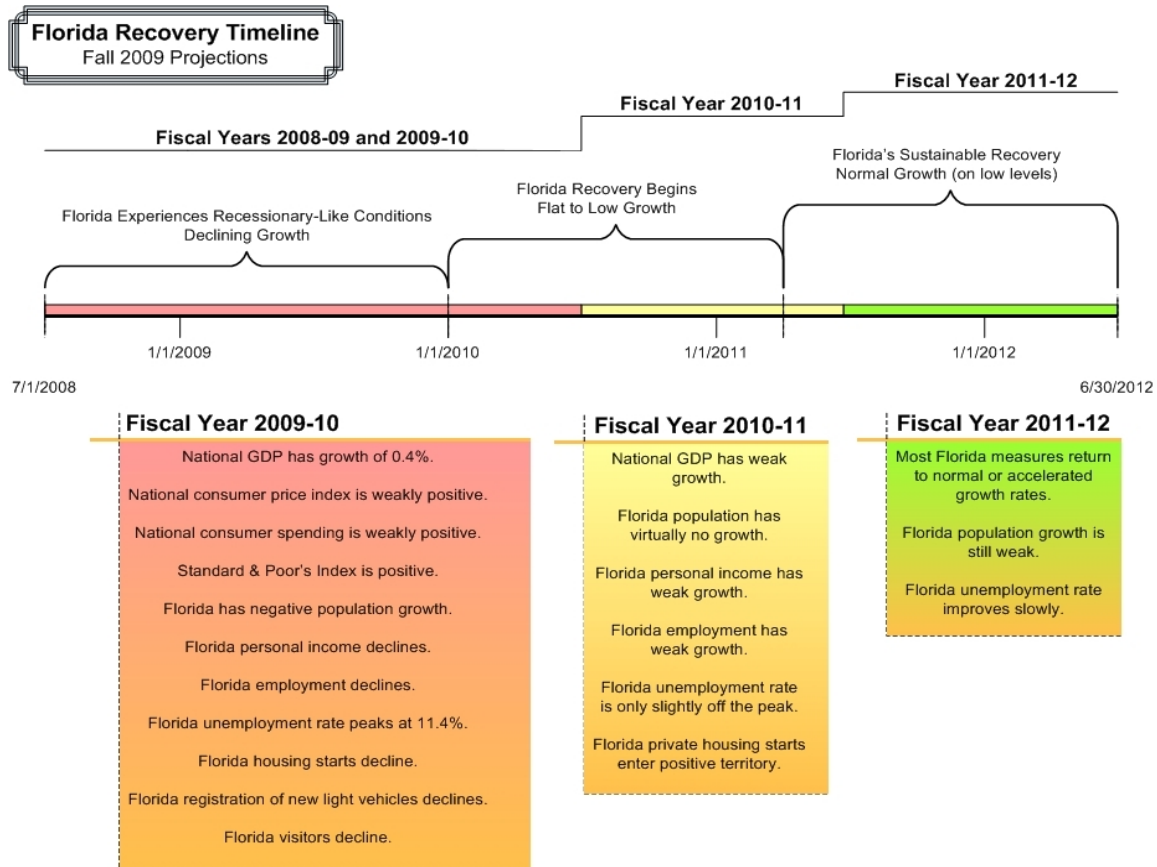 Florida Recovery Timeline
Fall 2009 Projections
Fiscal Year 2011-12
Fiscal Year 2010-11
Fiscal Years 2008-09 and 2009-10
Florida's Sustainable Recovery
Normal Growth (on low levels)
Florida Recovery Begins
Flat to Low Growth
Florida Experiences Recessionary-Like Conditions
Declining Growth
1/1/2009
1/1/2010
1/1/2011
1/1/2012
7/1/2008
6/30/2012
Fiscal Year 2009-10
National GDP has growth of 0.4%.
National consumer price index is weakly positive.
National consumer spending is weakly positive.
Standard & Poor's Index is positive.
Florida has negative population growth.
Florida personal income declines.
Florida employment declines.
Florida unemployment rate peaks at 11.4%.
Florida housing starts decline.
Florida registration of new light vehicles declines.
Florida visitors decline.
Fiscal Year 2010-11
National GDP has weak
growth.
Florida population has
virtually no growth.
Florida personal income has
weak growth.
Florida employment has
weak growth.
Florida unemployment rate
is only slightly off the peak.
Florida private housing starts
enter positive territory.
Fiscal Year 2011-12
Most Florida measures return
to normal or accelerated
growth rates.
Florida population growth is
still weak.
Florida unemployment rate
improves slowly.